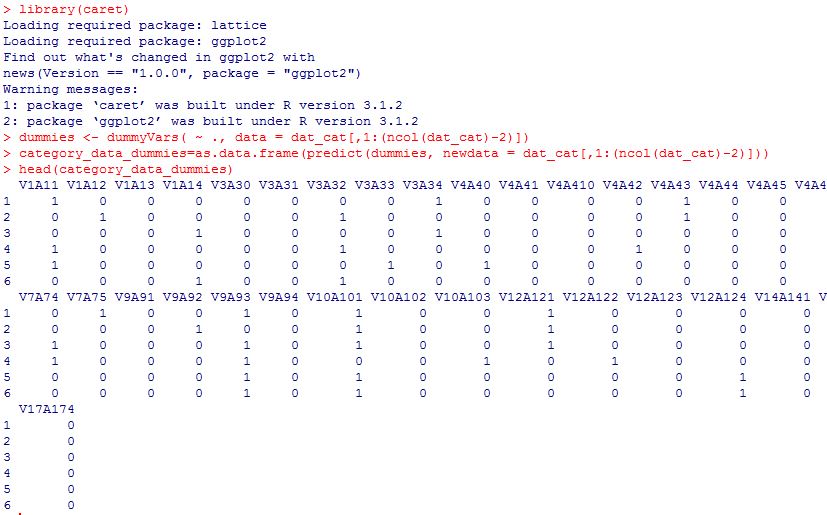 > library(caret)
Loading required package: lattice
Loading required package: ggplot2
Find out what's changed in ggplot2 with
news(Version == "1.0.0", package = "ggplot2")
Warning messages:
1: package ‘caret’ was built under R version 3.1.2
2: package ‘ggplot2’ was built under R version 3.1.2
> dummies <- dummyVars( ~ ., data = dat_cat[,1:(ncol(dat_cat)-2)])
> category_data_dummies=as.data.frame(predict(dummies, newdata = dat_cat[,1:(ncol(dat_cat)-2)]))
> head(category_data_dummies)
V1A11 V1A12 V1A13 V1A14 V3A30 V3A31 V3A32 V3A33 V3A34 V4A40 V4A41 V4A410 V4A42 V4A43 V4A44 V4A45 V4A4
1 1 0 0 0 0 0 0 0 1 0 0 0 0 1 0 0
2 0 1 0 0 0 0 1 0 0 0 0 0 0 1 0 0
3 0 0 0 1 0 0 0 0 1 0 0 0 0 0 0 0
4 1 0 0 0 0 0 1 0 0 0 0 0 1 0 0 0
5 1 0 0 0 0 0 0 1 0 1 0 0 0 0 0 0
6 0 0 0 1 0 0 1 0 0 0 0 0 0 0 0 0
V7A74 V7A75 V9A91 V9A92 V9A93 V9A94 V10A101 V10A102 V10A103 V12A121 V12A122 V12A123 V12A124 V14A141 V
1 0 1 0 0 1 0 1 0 0 1 0 0 0 0
2 0 0 0 1 0 0 1 0 0 1 0 0 0 0
3 1 0 0 0 1 0 1 0 0 1 0 0 0 0
4 1 0 0 0 1 0 0 0 1 0 1 0 0 0
5 0 0 0 0 1 0 1 0 0 0 0 0 1 0
6 0 0 0 0 1 0 1 0 0 0 0 0 1 0
V17A174
1 0
2 0
3 0
4 0
5 0
6 0